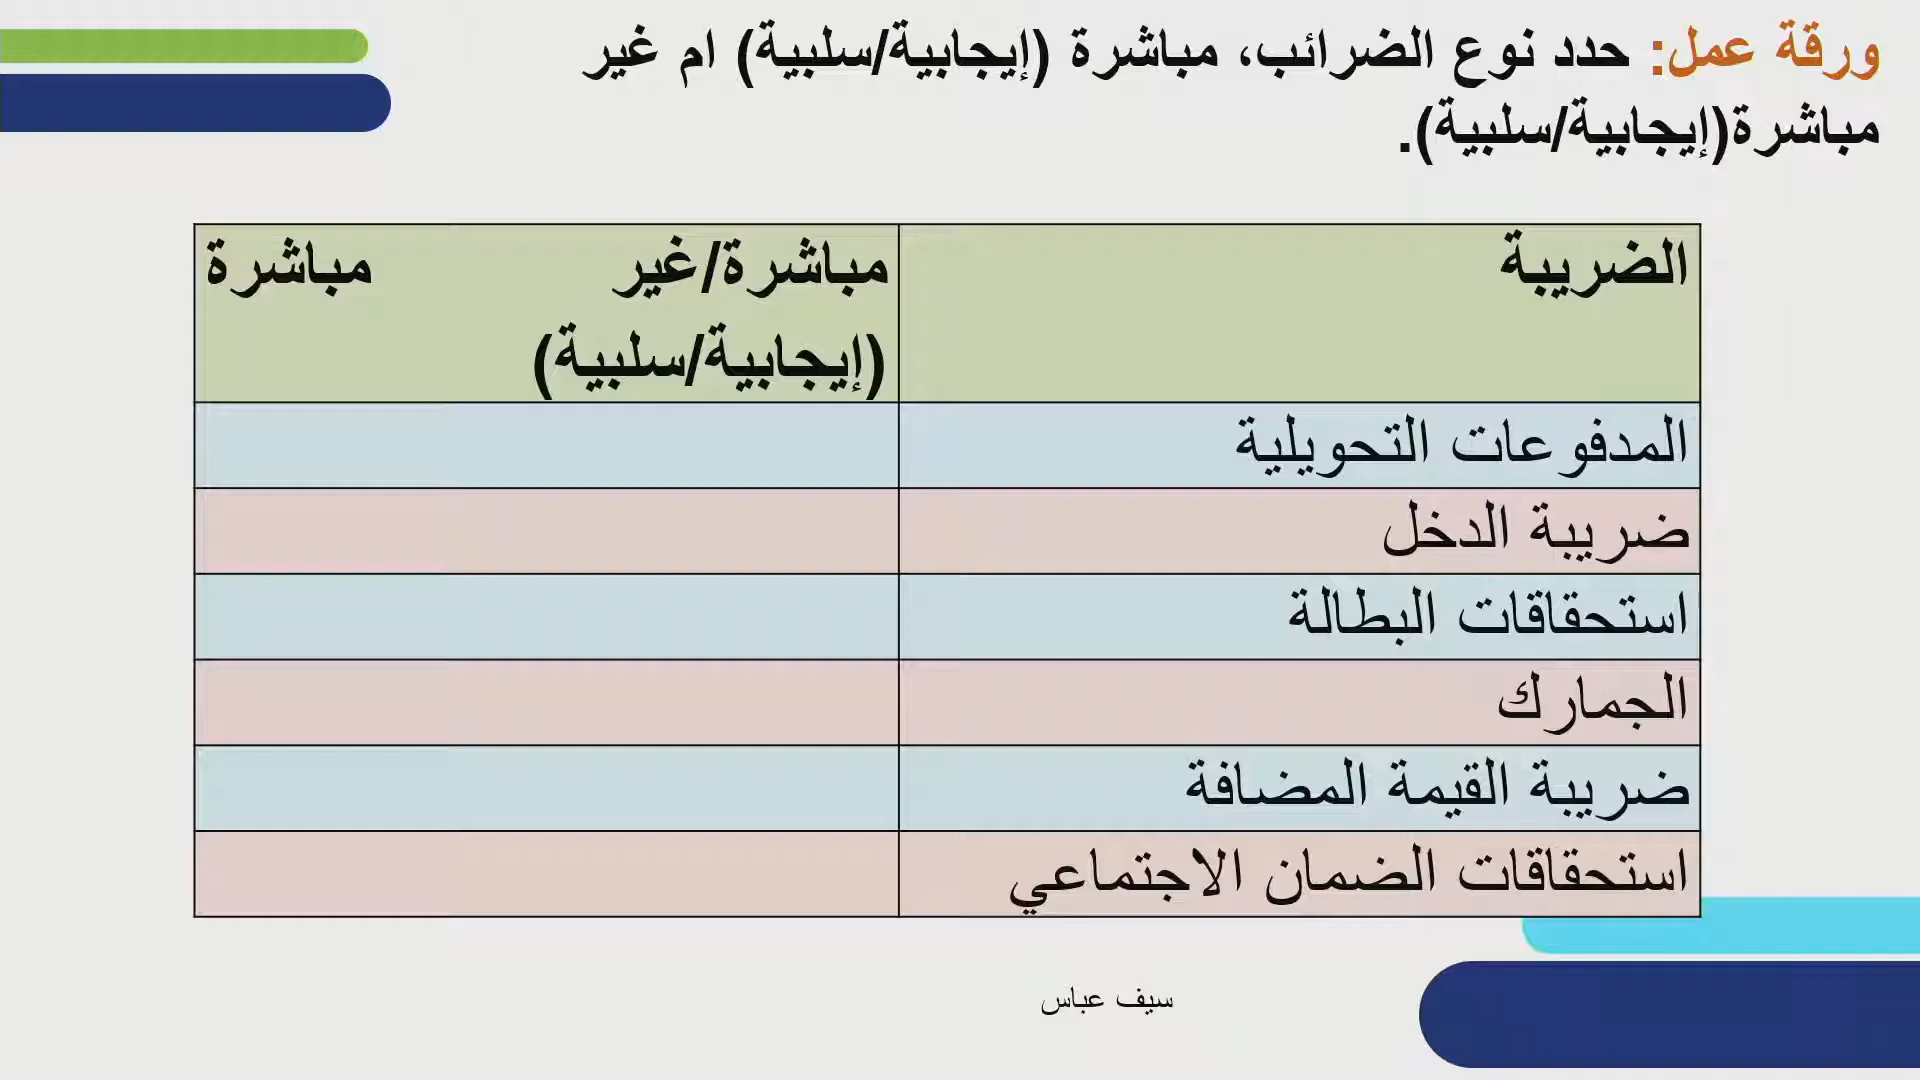 ورقة عمل: حدد نوع الضرائب، مباشرة (إيجابية/سلبية) ام غير
مباشرة(إيجابية/سلبية).
الضريبة
مباشرة/غير مباشرة
(إيجابية/سلبية)
المدفوعات التحويلية
ضريبة الدخل
استحقاقات البطالة
الجمارك
ضريبة القيمة المضافة
استحقاقات الضمان الاجتماعي
سيف عباس